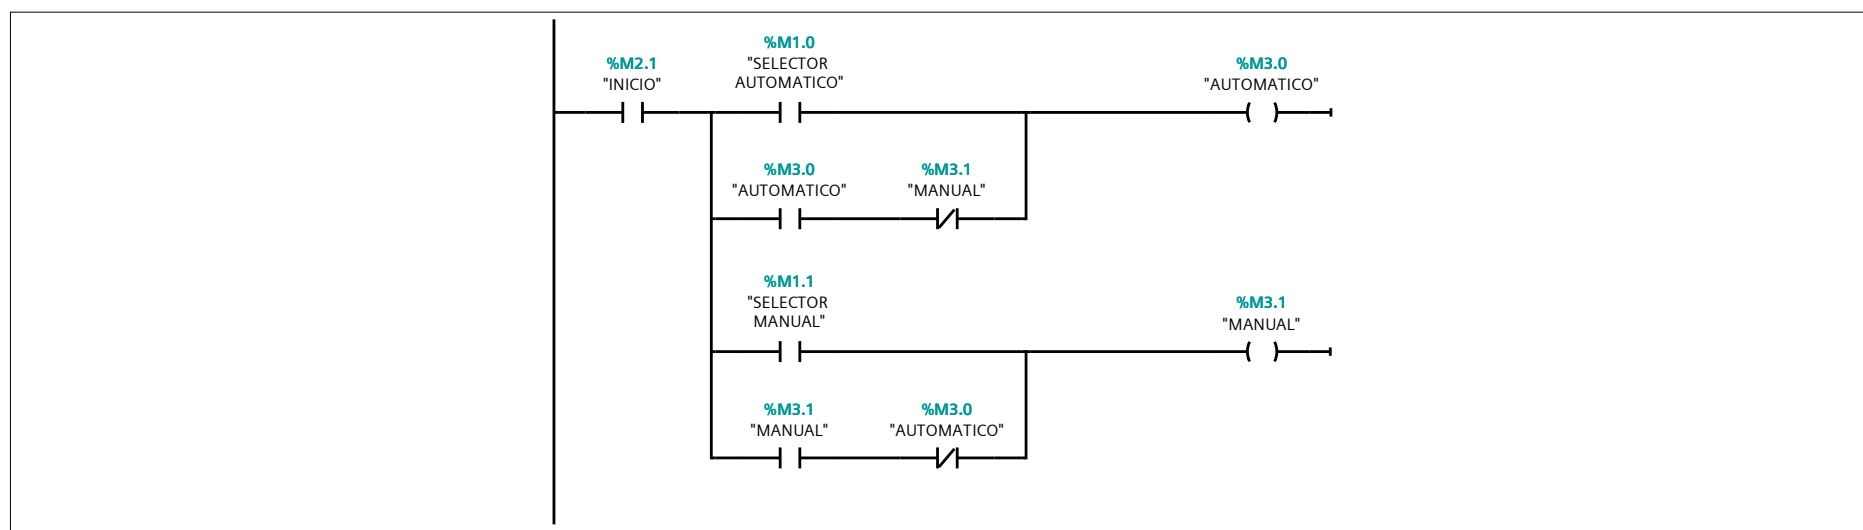 %M1.0
%M2.1
"SELECTOR
%M3.0
"INICIO"
AUTOMATICO"
"AUTOMATICO"
%M3.0
%M3.1
"AUTOMATICO"
"MANUAL"
%M1.1
"SELECTOR
%M3.1
MANUAL"
"MANUAL"
%M3.1
%M3.0
"MANUAL"
"AUTOMATICO"